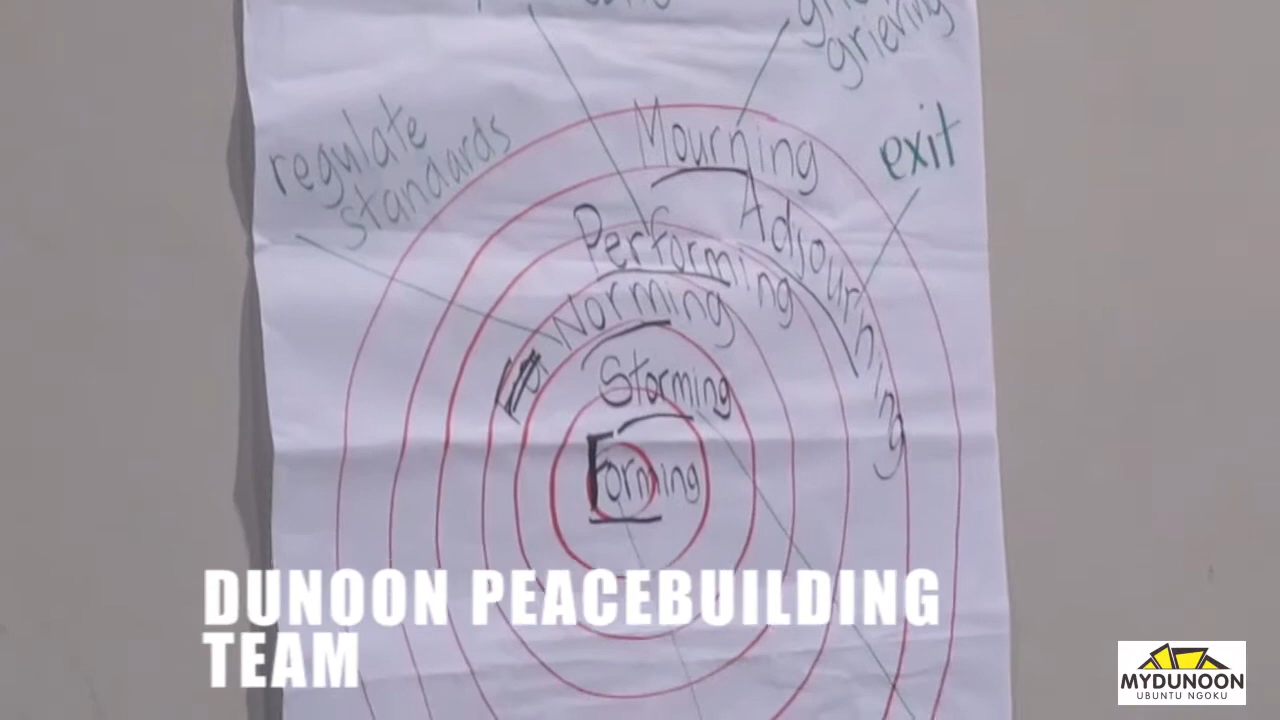 grieving
exit
regulate
standards
Mourning
Adjourning
Performing
Norming
Storming
Forming
DUNOON PEACEBUILDING
TEAM
MYDUNOON
UBUNTU NGOKU